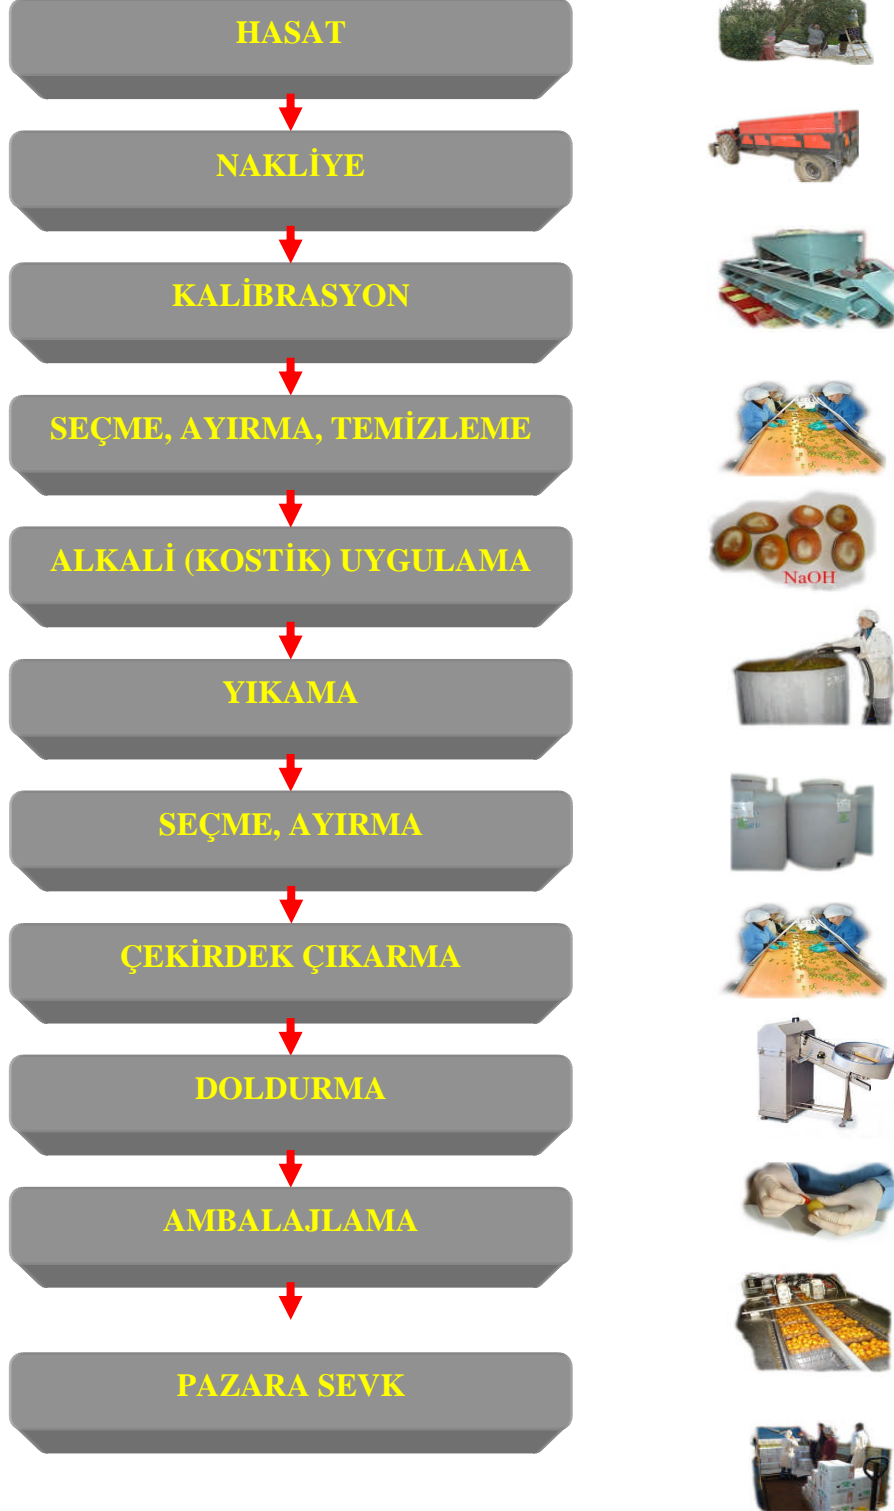 HASAT
NAKLİYE
KALİBRASYON
SEÇME, AYIRMA, TEMİZLEME
ALKALİ (KOSTİK) UYGULAMA
NaOH
YIKAMA
SEÇME, AYIRMA
ÇEKİRDEK ÇIKARMA
DOLDURMA
AMBALAJLAMA
PAZARA SEVK